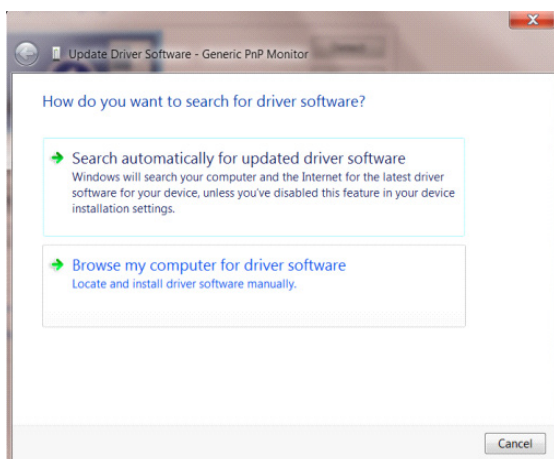 X
Update Driver Software - Generic PnP Monitor
How do you want to search for driver software?
Search automatically for updated driver software
Windows will search your computer and the Internet for the latest driver
software for your device, unless you've disabled this feature in your device
installation settings.
Browse my computer for driver software
Locate and install driver software manually.
Cancel